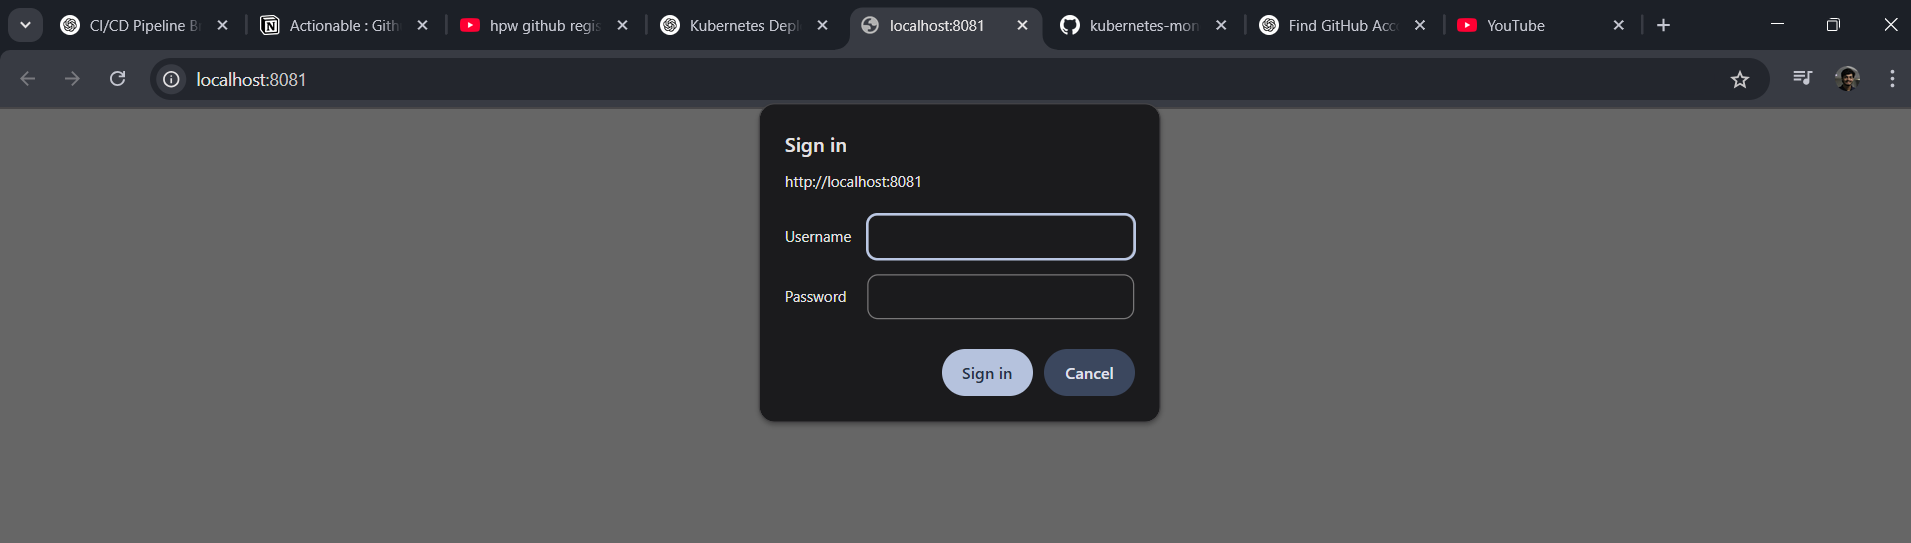 CI/CD Pipeline B
Actionable : Gith
hpw github regis
Kubernetes Depl
localhost:8081
kubernetes-mon
Find GitHub Acc
YouTube
localhost:8081
Sign in
http://localhost:8081
Username
Password
Sign in
Cancel